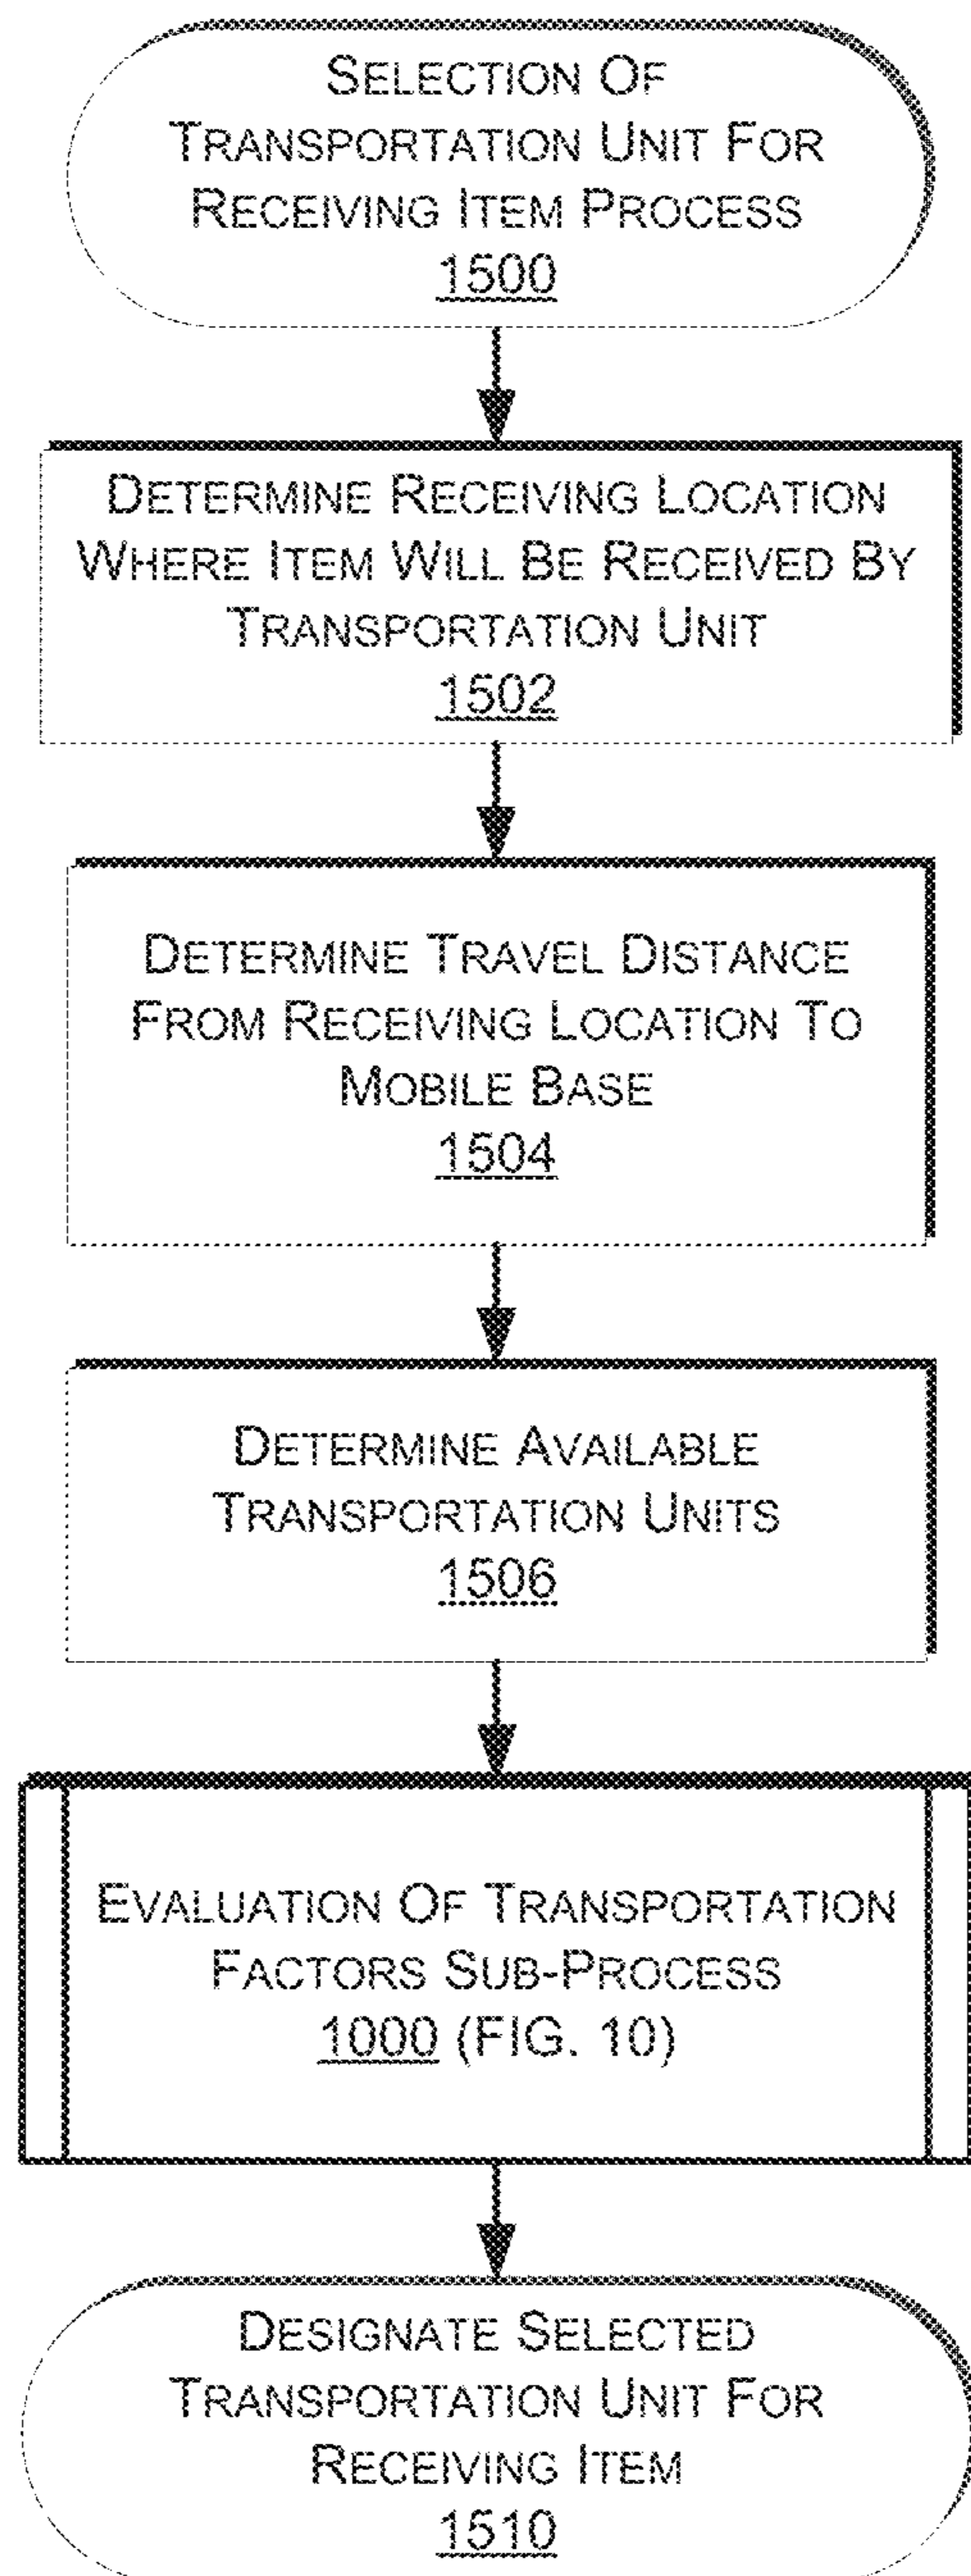 SELECTION OF
TRANSPORTATION UNIT FOR
RECEIVING ITEM PROCESS
1500
DETERMINE RECEIVING LOCATION
WHERE ITEM WILL BE RECEIVED BY
TRANSPORTATION UNIT
1502
DETERMINE TRAVEL DISTANCE
FROM RECEIVING LOCATION TO
MOBILE BASE
1504
DETERMINE AVAILABLE
TRANSPORTATION UNITS
1506
EVALUATION OF TRANSPORTATION
FACTORS SUB-PROCESS
1000 (FIG. 10)
DESIGNATE SELECTED
TRANSPORTATION UNIT FOR
RECEIVING ITEM
1510